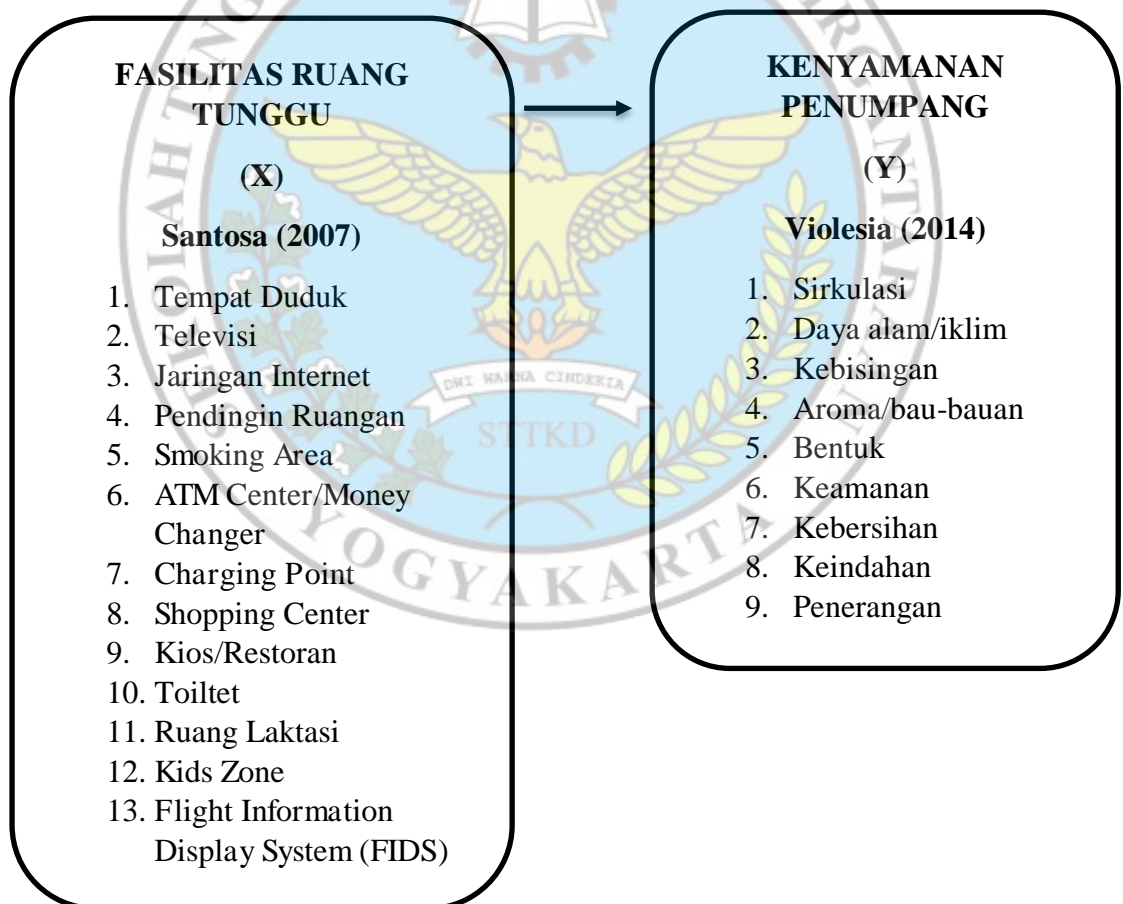 FASILITAS RUANG
TUNGGU
(X)
Santosa (2007)
1. Tempat Duduk
2. Televisi
3. Jaringan Internet
4. Pendingin Ruangan
5. Smoking Area
6. ATM Center/Money
Changer
7. Charging Point
8. Shopping Center
9. Kios/Restoran
10. Toiltet
11. Ruang Laktasi
12. Kids Zone
13. Flight Information
Display System (FIDS)
KENYAMANAN
PENUMPANG
(Y)
Violesia (2014)
1. Sirkulasi
2. Daya alam/iklim
3. Kebisingan
4. Aroma/bau-bauan
5. Bentuk
6. Keamanan
7. Kebersihan
8. Keindahan
9. Penerangan
DWI WARNA CENDEKIA
STTKD
YOGYAKARTA